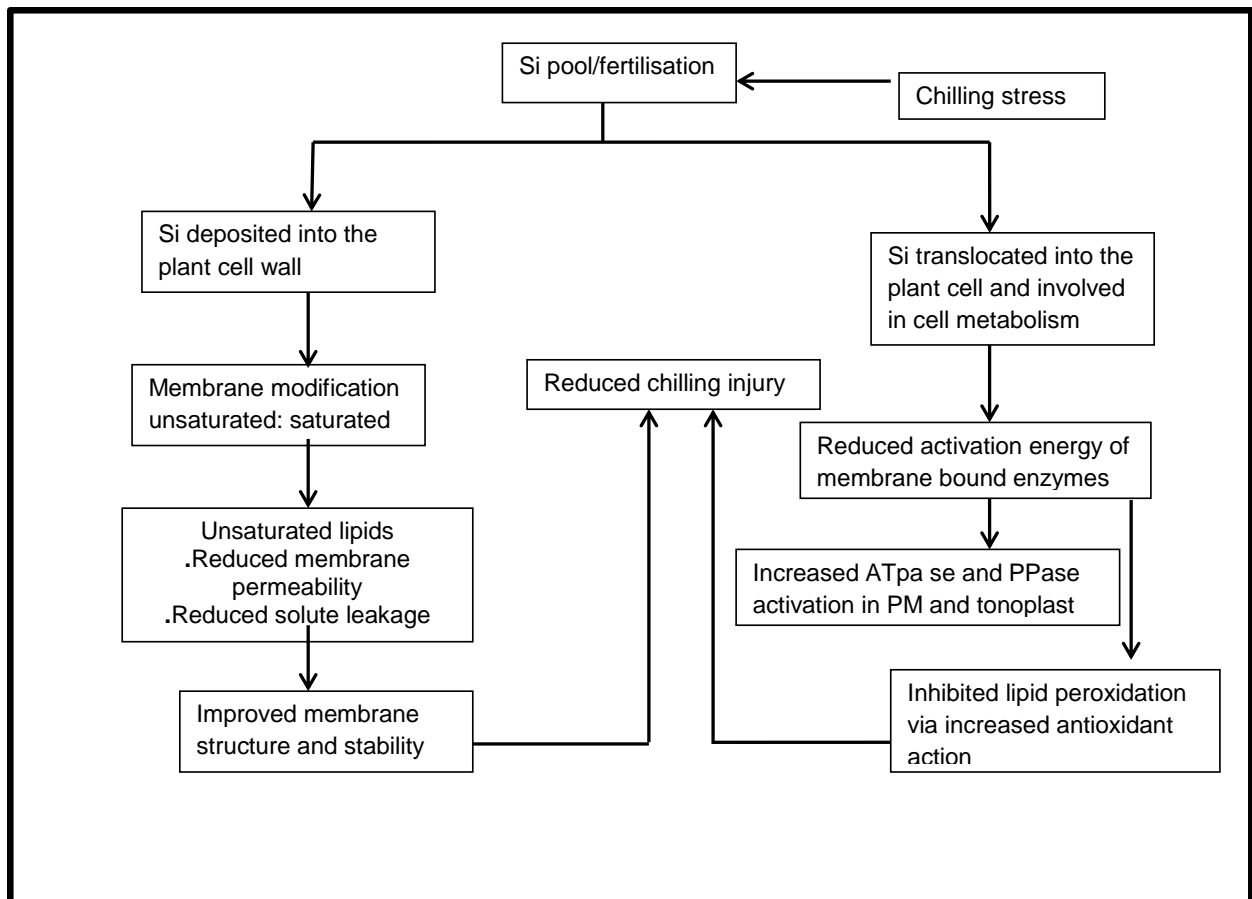 Si pool/fertilisation
Chilling stress
Si deposited into the
plant cell wall
Si translocated into the
plant cell and involved
in cell metabolism
Membrane modification
unsaturated: saturated
Reduced chilling injury
Reduced activation energy of
membrane bound enzymes
Unsaturated lipids
.Reduced membrane
permeability
.Reduced solute leakage
Increased ATpa se and PPase
activation in PM and tonoplast
Improved membrane
structure and stability
Inhibited lipid peroxidation
via increased antioxidant
action